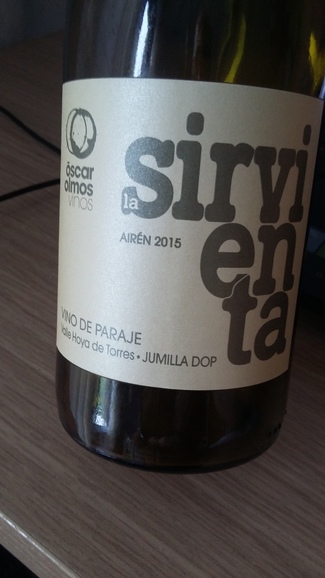 óscar
olmos
vinos
la sirvi
en
ta
AIRÉN 2015
VINO DE PARAJE
Valle Hoya de Torres • JUMILLA DOP